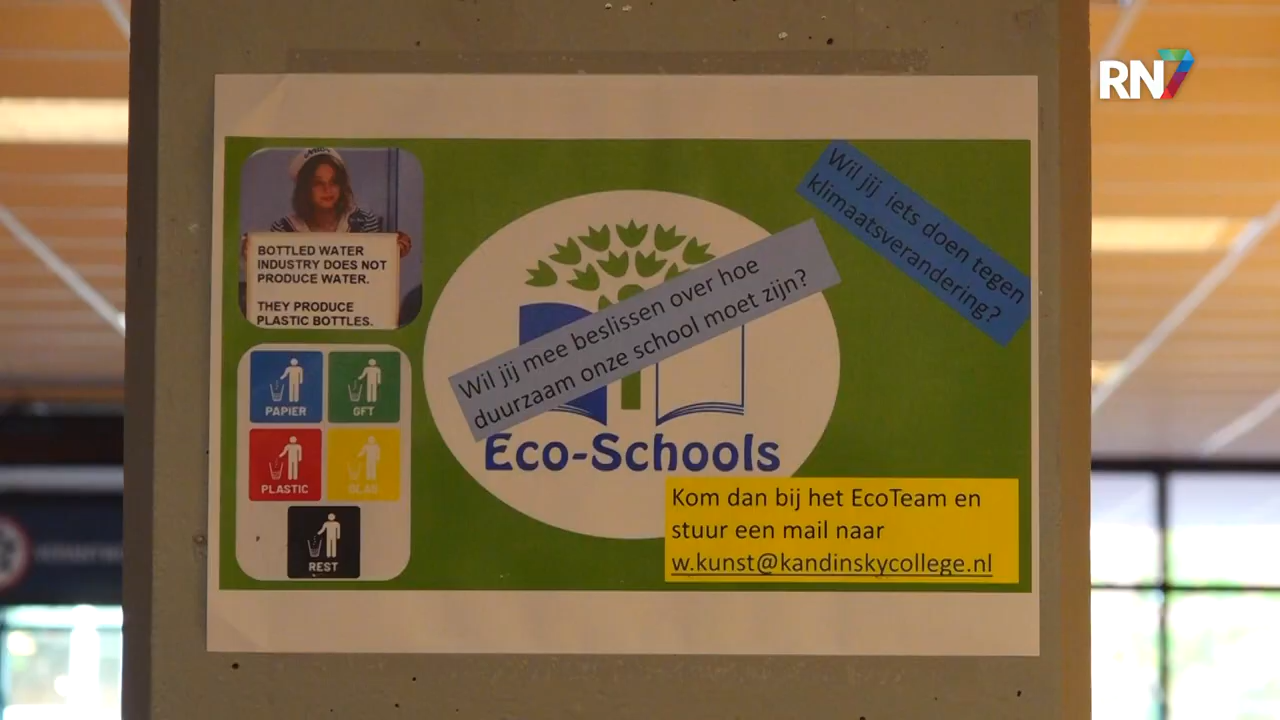 RN7
BOTTLED WATER
INDUSTRY DOES NOT
PRODUCE WATER.
THEY PRODUCE
PLASTIC BOTTLES.
Wil jij iets doen tegen
klimaatsverandering?
Wil jij mee beslissen over hoe
duurzaam onze school moet zijn?
Eco-Schools
PAPIER
GFT
PLASTIC
GLAS
REST
Kom dan bij het EcoTeam en
stuur een mail naar
w.kunst@kandinskycollege.nl